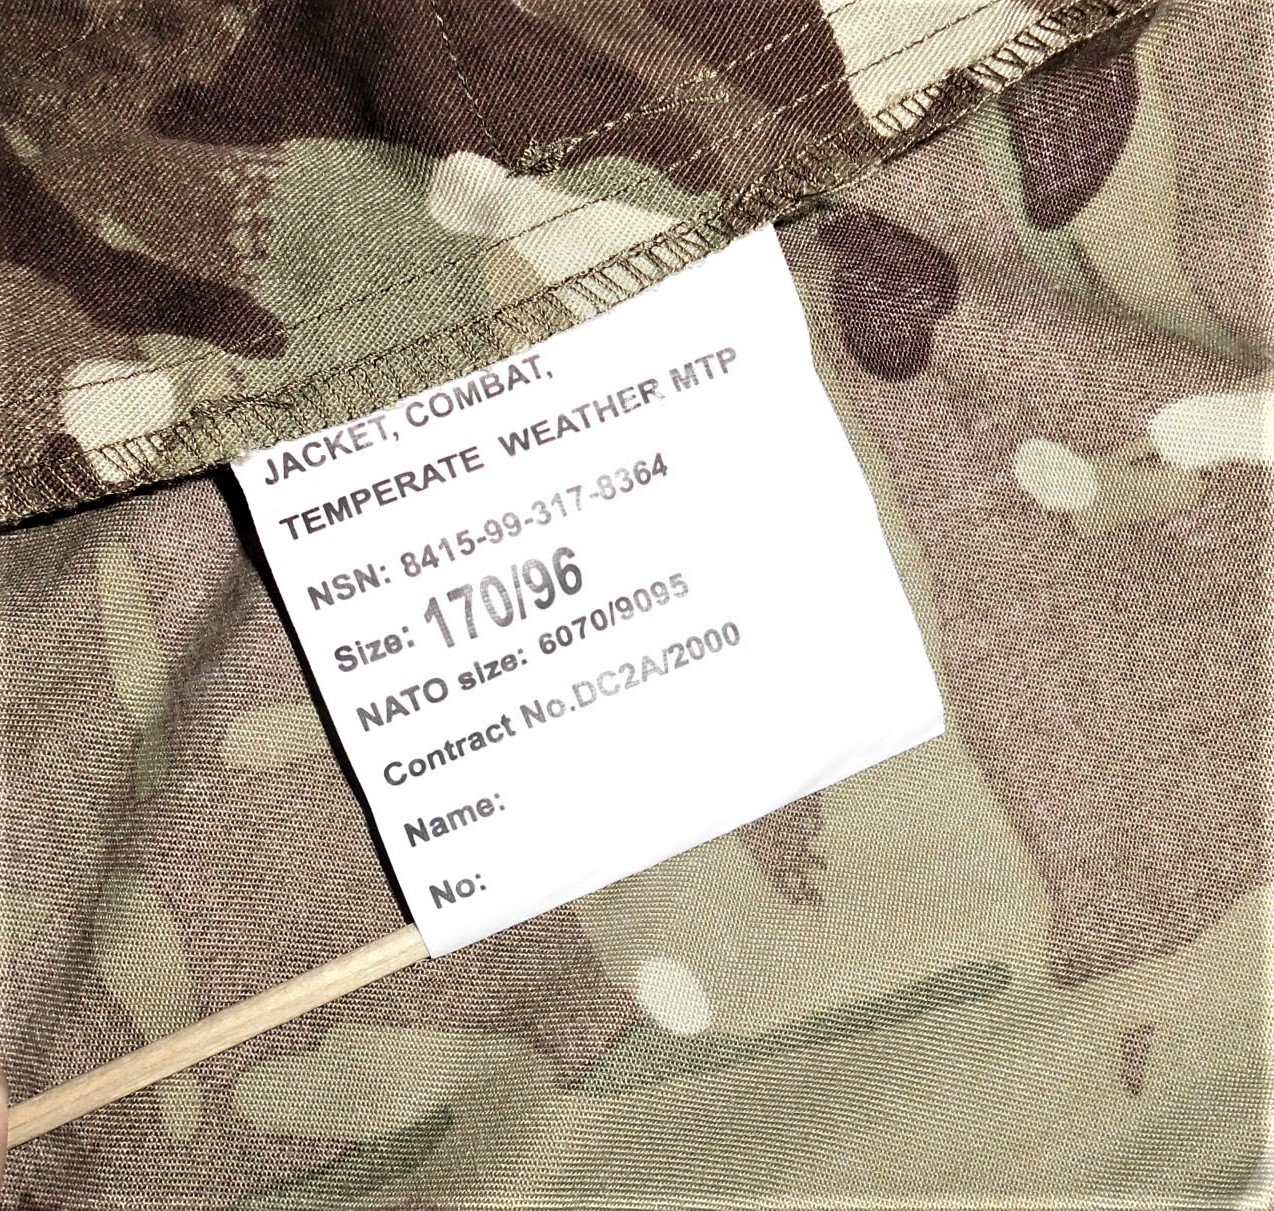 JACKET, COMBAT,
TEMPERATE WEATHER MTP
NSN: 8415-99-317-8364
Size: 170/96
NATO size: 6070/9095
Contract No.DC2A/2000
Name:
No: